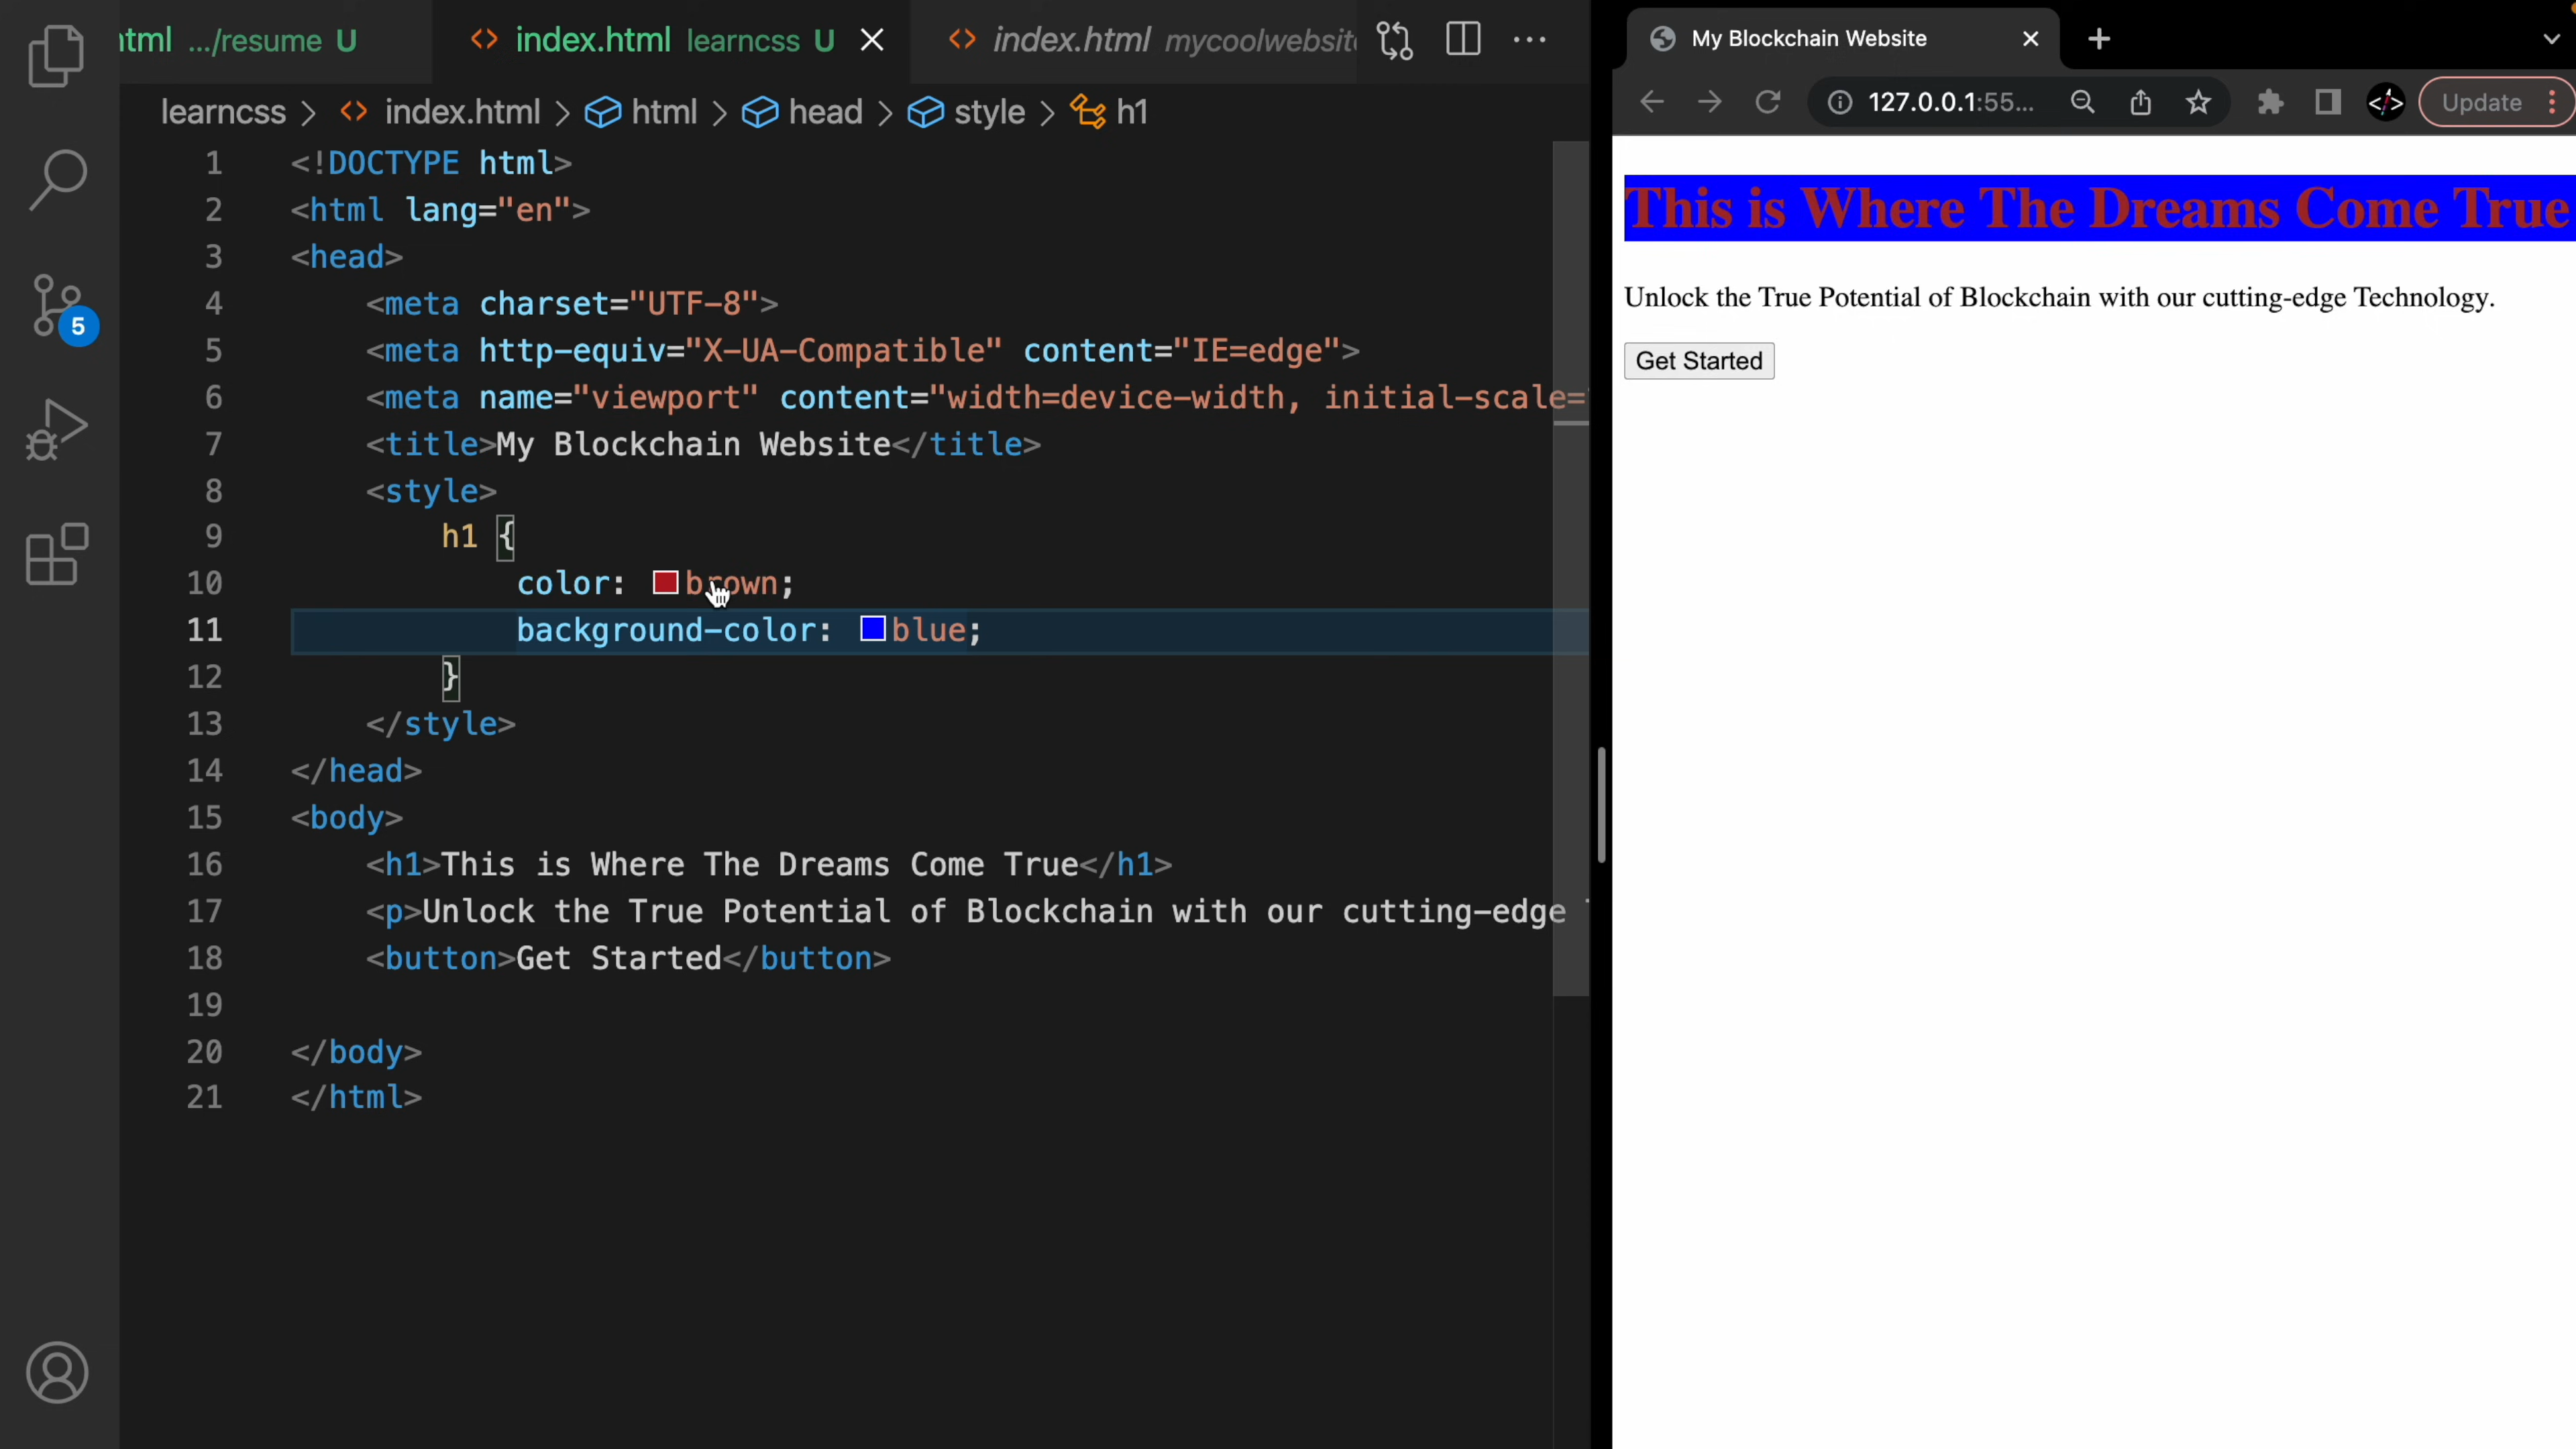 html .../resume U
index.html learncss U
index.html mycoolwebsit
learncss > index.html > html > head > style > h1
1 <!DOCTYPE html>
2 <html lang="en">
3 <head>
4 <meta charset="UTF-8">
5 <meta http-equiv="X-UA-Compatible" content="IE=edge">
6 <meta name="viewport" content="width=device-width, initial-scale=
7 <title>My Blockchain Website</title>
8 <style>
9 h1 {
10 color: brown;
11 background-color: blue;
12 }
13 </style>
14 </head>
15 <body>
16 <h1>This is Where The Dreams Come True</h1>
17 <p>Unlock the True Potential of Blockchain with our cutting-edge
18 <button>Get Started</button>
19
20 </body>
21 </html>
5
My Blockchain Website
127.0.0.1:55...
Update
This is Where The Dreams Come True
Unlock the True Potential of Blockchain with our cutting-edge Technology.
Get Started